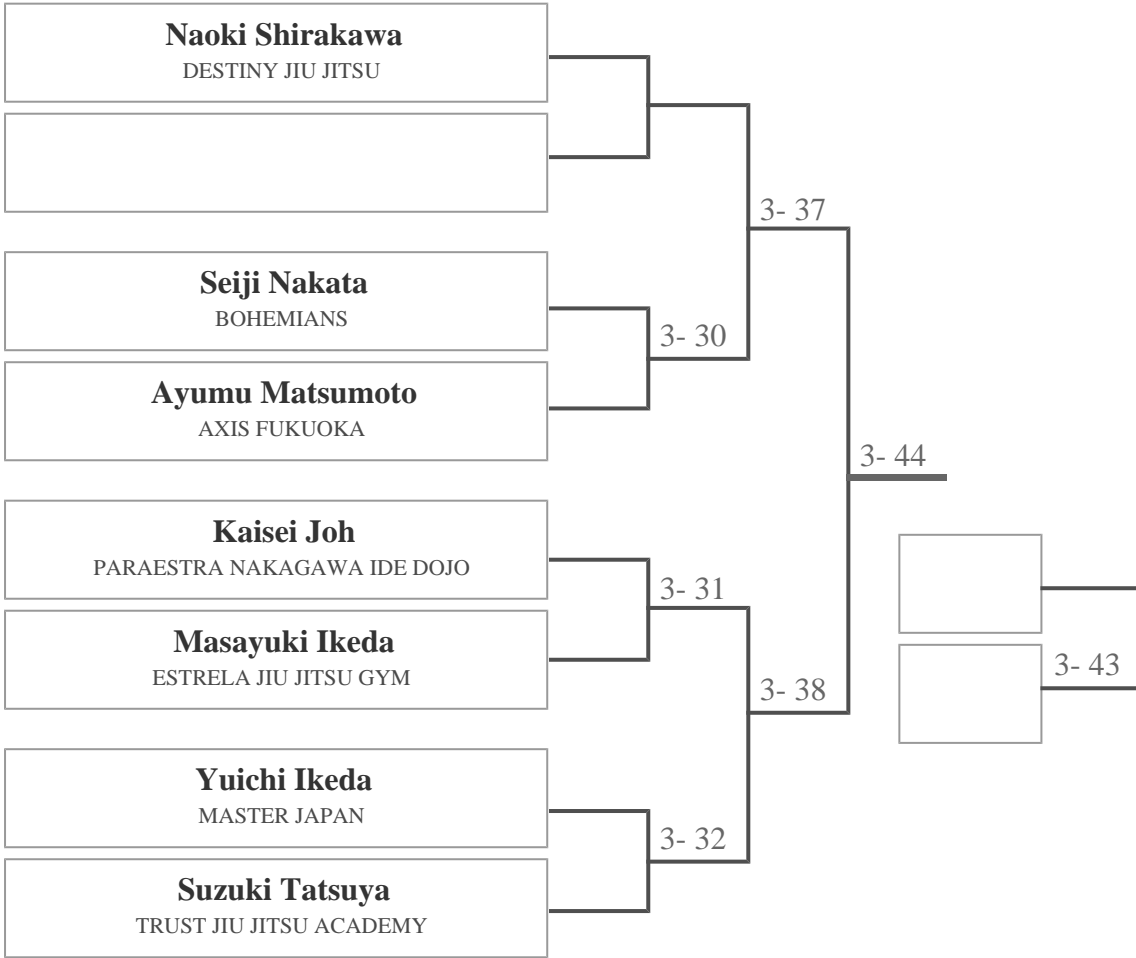 Naoki Shirakawa
DESTINY JIU JITSU
3- 37
Seiji Nakata
BOHEMIANS
3- 30
Ayumu Matsumoto
AXIS FUKUOKA
3- 44
Kaisei Joh
PARAESTRA NAKAGAWA IDE DOJO
3- 31
Masayuki Ikeda
ESTRELA JIU JITSU GYM
3- 43
3- 38
Yuichi Ikeda
MASTER JAPAN
3- 32
Suzuki Tatsuya
TRUST JIU JITSU ACADEMY